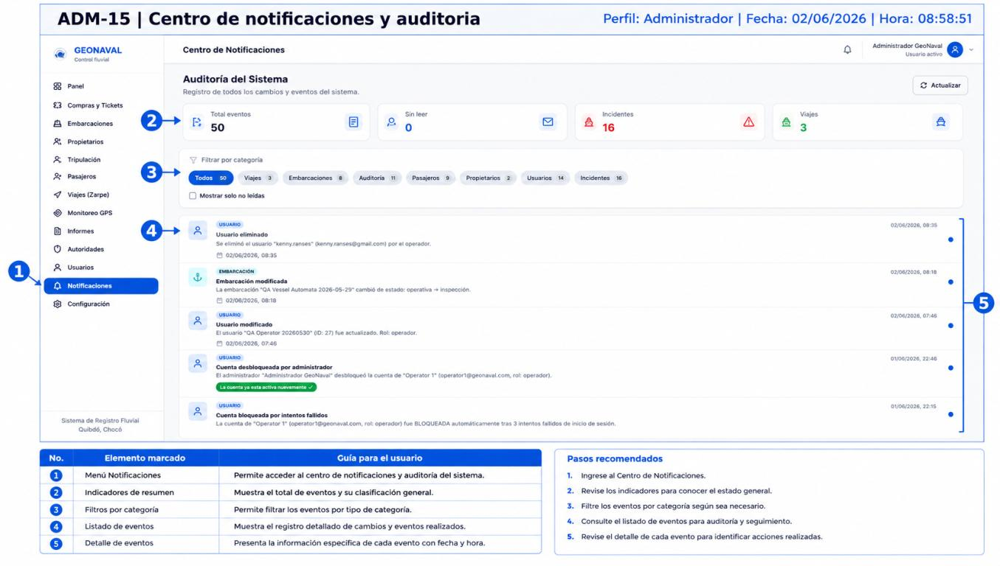 ADM-15 | Centro de notificaciones y auditoria
Perfil: Administrador | Fecha: 02/06/2026 | Hora: 08:58:51
GEONAVAL
Control fluvial
Panel
Compras y Tickets
Embarcaciones
Propietarios
Tripulación
Pasajeros
Viajes (Zarpe)
Monitoreo GPS
Informes
Autoridades
Usuarios
1
Notificaciones
Configuración
Sistema de Registro Fluvial
Quibdó, Chocó
Centro de Notificaciones
Administrador GeoNaval
Usuario activo
Auditoría del Sistema
Registro de todos los cambios y eventos del sistema.
Actualizar
2
Total eventos
50
Sin leer
0
Incidentes
16
Viajes
3
3
Filtrar por categoría
Todos 50 Viajes 3 Embarcaciones 8 Auditoría 11 Pasajeros 9 Propietarios 2 Usuarios 14 Incidentes 16
Mostrar solo no leídas
4
USUARIO
02/06/2026, 08:35
Usuario eliminado
Se eliminó el usuario "kenny.ranses" (kenny.ranses@gmail.com) por el operador.
02/06/2026, 08:35
EMBARCACIÓN
02/06/2026, 08:18
Embarcación modificada
La embarcación "QA Vessel Automata 2026-05-29" cambió de estado: operativa → inspección.
02/06/2026, 08:18
5
USUARIO
02/06/2026, 07:46
Usuario modificado
El usuario "QA Operator 20260530" (ID: 27) fue actualizado. Rol: operador.
02/06/2026, 07:46
USUARIO
01/06/2026, 22:46
Cuenta desbloqueada por administrador
El administrador "Administrador GeoNaval" desbloqueó la cuenta de "Operator 1" (operator1@geonaval.com, rol: operador).
La cuenta ya esta activa nuevemente ✓
USUARIO
01/06/2026, 22:15
Cuenta bloqueada por intentos fallidos
La cuenta de "Operator 1" (operator1@geonaval.com, rol: operador) fue BLOQUEADA automáticamente tras 3 intentos fallidos de inicio de sesión.
No. Elemento marcado Guía para el usuario
1 Menú Notificaciones Permite acceder al centro de notificaciones y auditoría del sistema.
2 Indicadores de resumen Muestra el total de eventos y su clasificación general.
3 Filtros por categoría Permite filtrar los eventos por tipo de categoría.
4 Listado de eventos Muestra el registro detallado de cambios y eventos realizados.
5 Detalle de eventos Presenta la información específica de cada evento con fecha y hora.
Pasos recomendados
1. Ingrese al Centro de Notificaciones.
2. Revise los indicadores para conocer el estado general.
3. Filtre los eventos por categoría según sea necesario.
4. Consulte el listado de eventos para auditoría y seguimiento.
5. Revise el detalle de cada evento para identificar acciones realizadas.